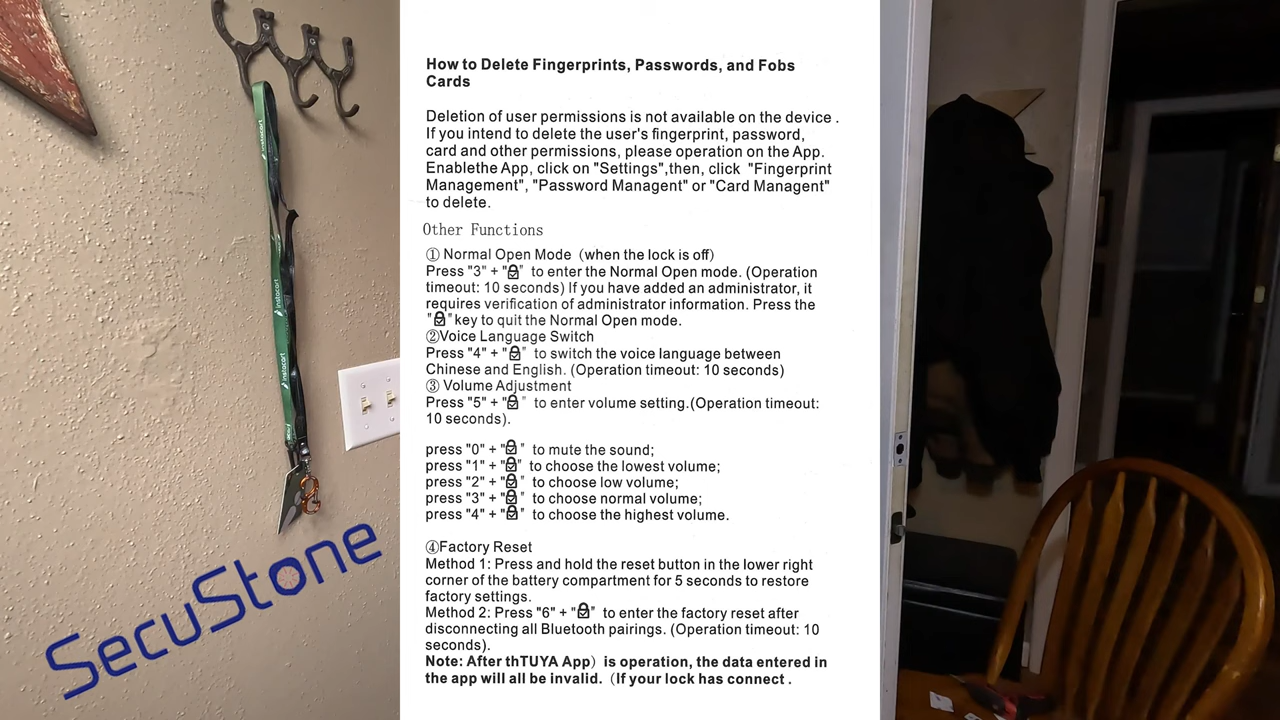 instacart
instacart
instacart
SecuStone
How to Delete Fingerprints, Passwords, and Fobs
Cards
Deletion of user permissions is not available on the device .
If you intend to delete the user's fingerprint, password,
card and other permissions, please operation on the App.
Enablethe App, click on "Settings",then, click "Fingerprint
Management", "Password Managent" or "Card Managent"
to delete.
Other Functions
① Normal Open Mode（when the lock is off)
Press "3" + " " to enter the Normal Open mode. (Operation
timeout: 10 seconds) If you have added an administrator, it
requires verification of administrator information. Press the
" "key to quit the Normal Open mode.
②Voice Language Switch
Press "4" + " " to switch the voice language between
Chinese and English. (Operation timeout: 10 seconds)
③ Volume Adjustment
Press "5" + " " to enter volume setting.(Operation timeout:
10 seconds).
press "0" + " " to mute the sound;
press "1" + " " to choose the lowest volume;
press "2" + " " to choose low volume;
press "3" + " " to choose normal volume;
press "4" + " " to choose the highest volume.
④Factory Reset
Method 1: Press and hold the reset button in the lower right
corner of the battery compartment for 5 seconds to restore
factory settings.
Method 2: Press "6" + " " to enter the factory reset after
disconnecting all Bluetooth pairings. (Operation timeout: 10
seconds).
Note: After thTUYA App）is operation, the data entered in
the app will all be invalid.（If your lock has connect .